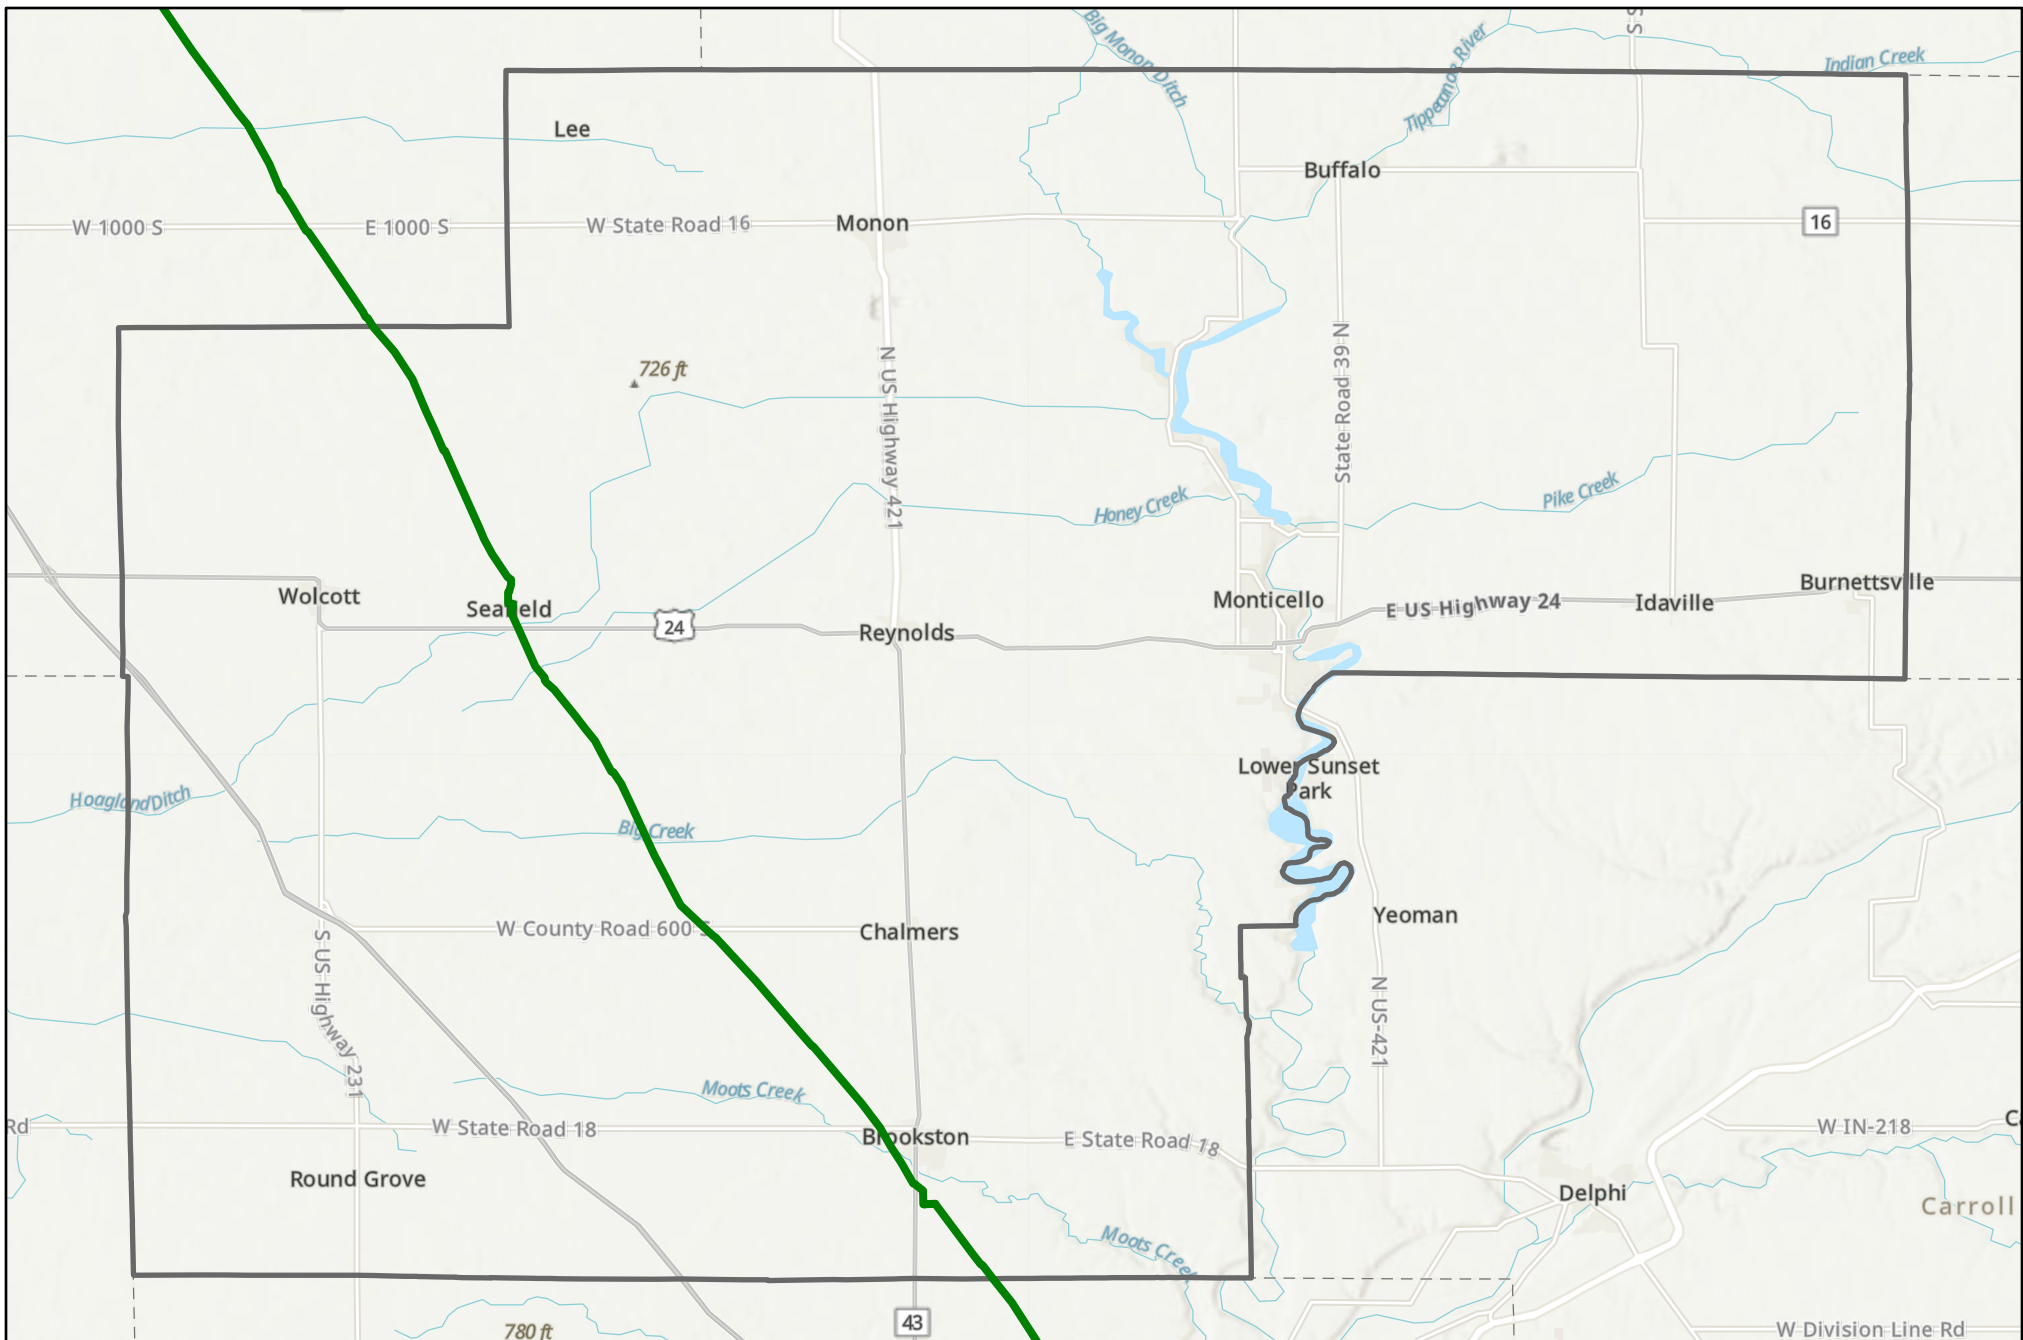 S S
Big Monon Ditch
Tippecanoe River
Indian Creek
Lee
Buffalo
W 1000 S
E 1000 S
W State Road 16
Monon
16
726 ft
N US Highway 421
State Road 39 N
Honey Creek
Pike Creek
Wolcott
Seafield
Monticello
E US Highway 24
Idaville
Burnettsville
24
Reynolds
Lower Sunset
Park
Hoagland Ditch
Big Creek
W County Road 600 S
Chalmers
Yeoman
S US Highway 231
N US-421
Moots Creek
Rd
W State Road 18
Brookston
E State Road 18
W IN-218
Round Grove
Delphi
Carroll
Moots Creek
43
780 ft
W Division Line Rd